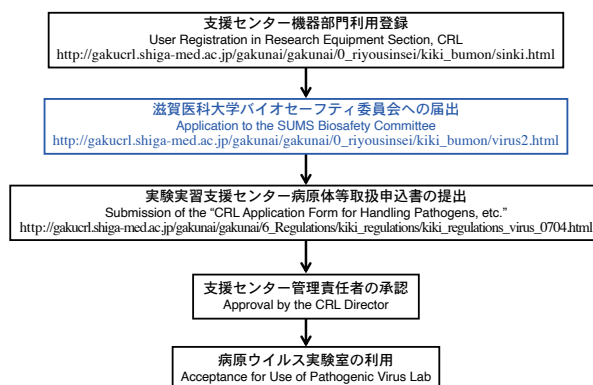 支援センター機器部門利用登録
User Registration in Research Equipment Section, CRL
http://gakucrl.shiga-med.ac.jp/gakunai/gakunai/0_riyousinsei/kiki_bumon/sinki.html
滋賀医科大学バイオセーフティ委員会への届出
Application to the SUMS Biosafety Committee
http://gakucrl.shiga-med.ac.jp/gakunai/gakunai/0_riyousinsei/kiki_bumon/virus2.html
実験実習支援センター病原体等取扱申込書の提出
Submission of the “CRL Application Form for Handling Pathogens, etc.”
http://gakucrl.shiga-med.ac.jp/gakunai/gakunai/6_Regulations/kiki_regulations/kiki_regulations_virus_0704.html
支援センター管理責任者の承認
Approval by the CRL Director
病原ウイルス実験室の利用
Acceptance for Use of Pathogenic Virus Lab